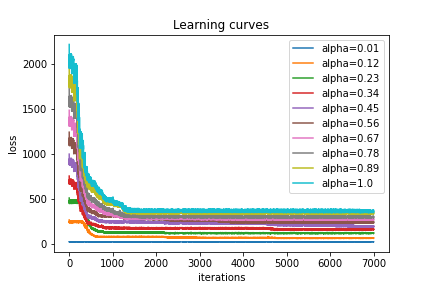 Learning curves
loss
2000
1500
1000
500
0
0
1000
2000
3000
4000
5000
6000
7000
iterations
alpha=0.01
alpha=0.12
alpha=0.23
alpha=0.34
alpha=0.45
alpha=0.56
alpha=0.67
alpha=0.78
alpha=0.89
alpha=1.0